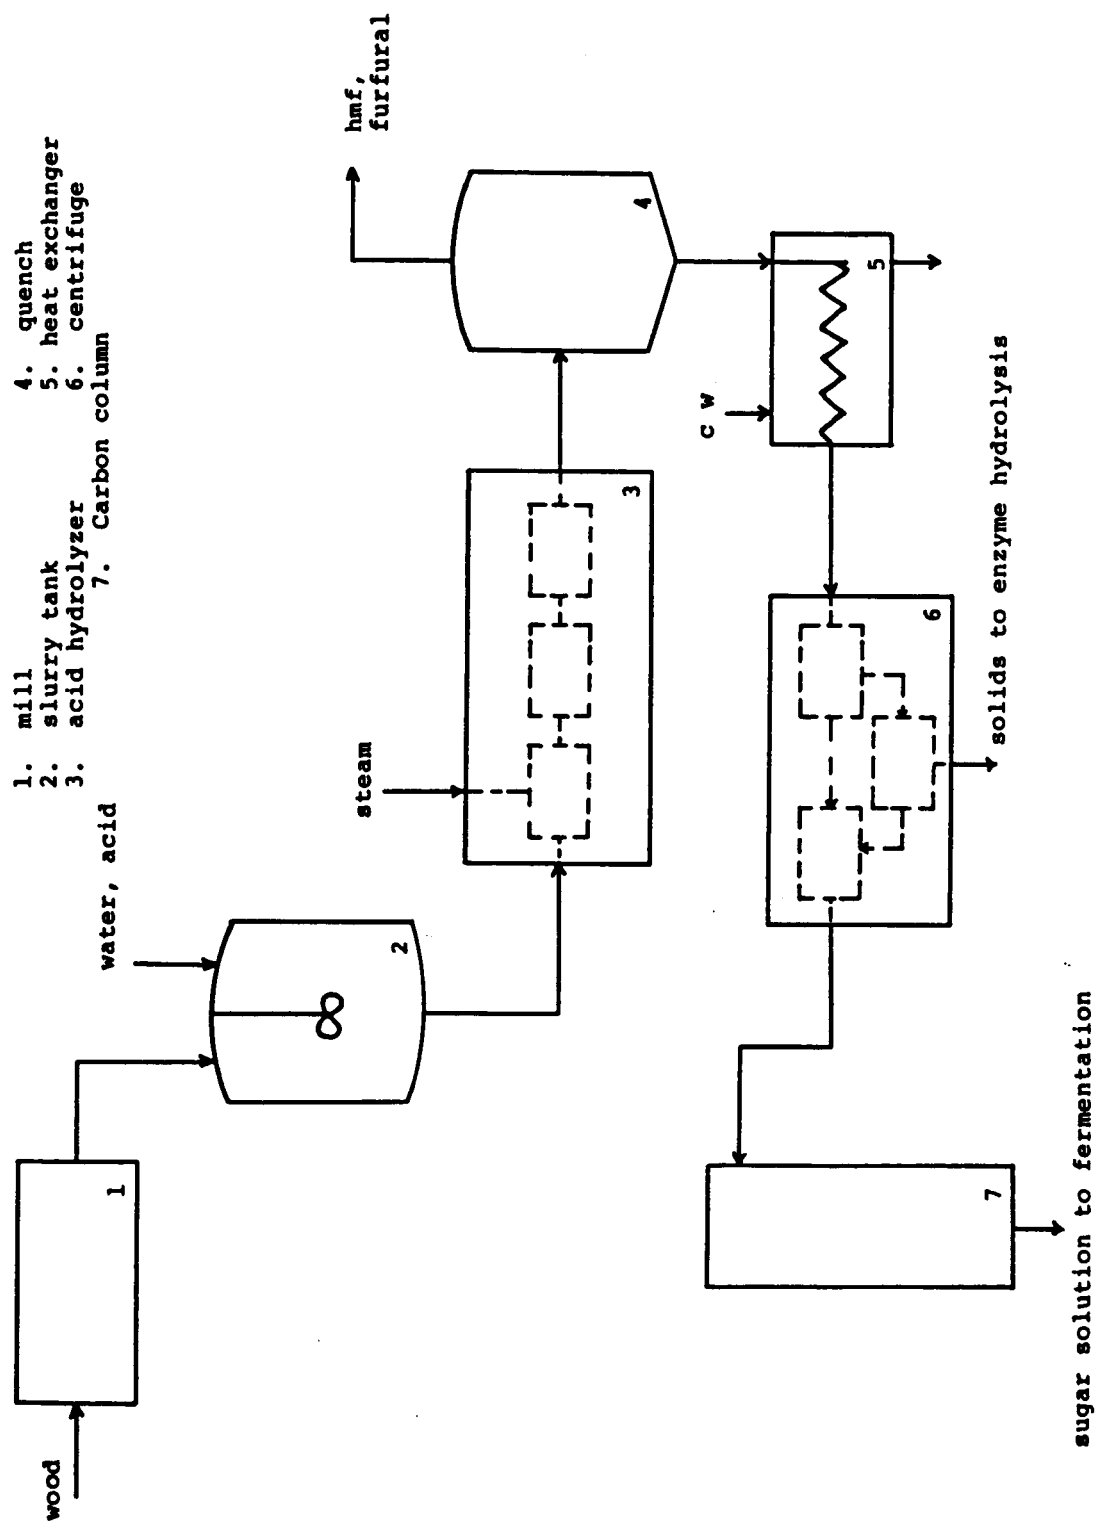 1. mill
2. slurry tank
3. acid hydrolyzer
4. quench
5. heat exchanger
6. centrifuge
7. Carbon column
wood
1
water, acid
2
steam
3
hmf,
furfural
4
c w
5
6
solids to enzyme hydrolysis
7
sugar solution to fermentation